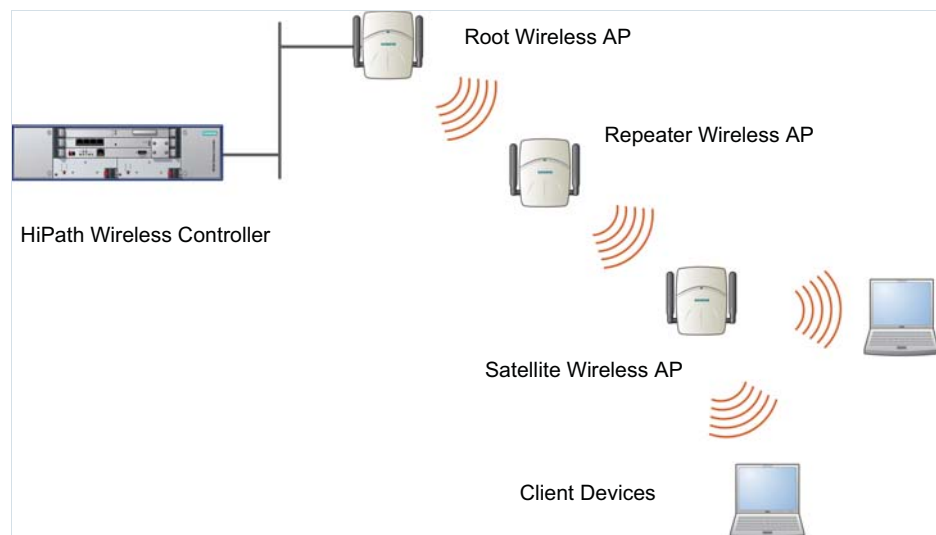 Root Wireless AP
Repeater Wireless AP
HiPath Wireless Controller
Satellite Wireless AP
Client Devices